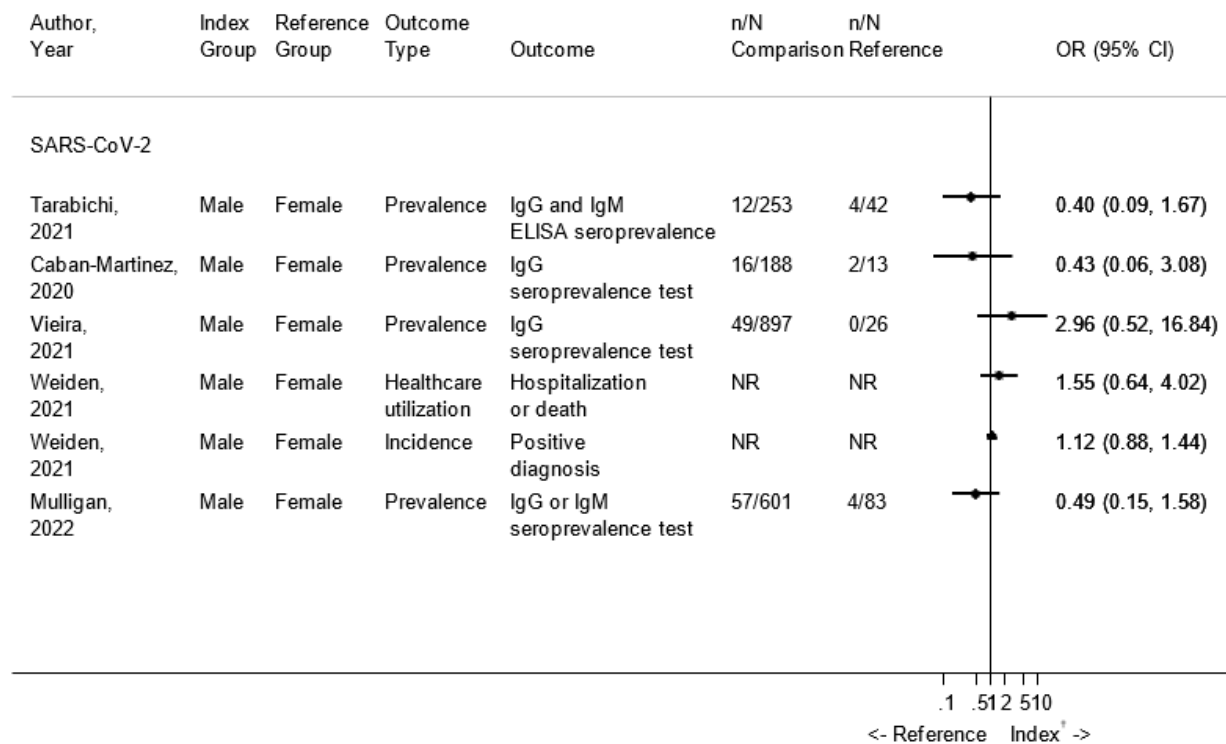 Author, Index Reference Outcome n/N n/N
Year Group Group Type Outcome Comparison Reference OR (95% CI)
SARS-CoV-2
Tarabichi, Male Female Prevalence IgG and IgM 12/253 4/42 0.40 (0.09, 1.67)
2021 ELISA seroprevalence
Caban-Martinez, Male Female Prevalence IgG 16/188 2/13 0.43 (0.06, 3.08)
2020 seroprevalence test
Vieira, Male Female Prevalence IgG 49/897 0/26 2.96 (0.52, 16.84)
2021 seroprevalence test
Weiden, Male Female Healthcare Hospitalization NR NR 1.55 (0.64, 4.02)
2021 utilization or death
Weiden, Male Female Incidence Positive NR NR 1.12 (0.88, 1.44)
2021 diagnosis
Mulligan, Male Female Prevalence IgG or IgM 57/601 4/83 0.49 (0.15, 1.58)
2022 seroprevalence test
.1 .5 1 2 5 10
<- Reference Index† ->